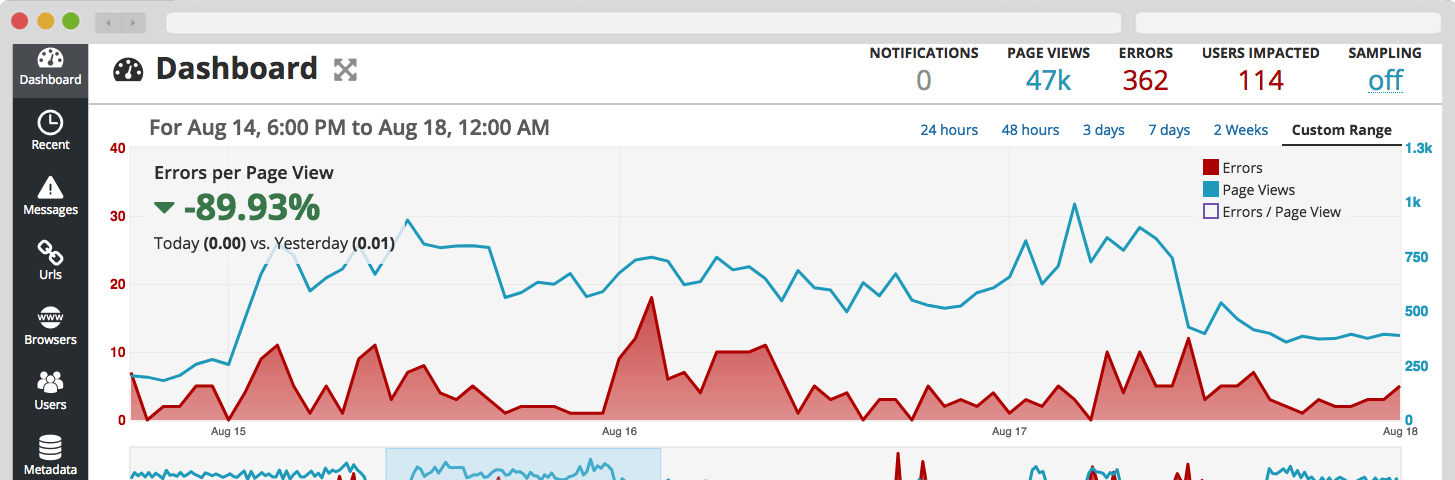 Dashboard
Recent
Messages
Urls
www
Browsers
Users
Metadata
Dashboard
NOTIFICATIONS PAGE VIEWS ERRORS USERS IMPACTED SAMPLING
0 47k 362 114 off
For Aug 14, 6:00 PM to Aug 18, 12:00 AM
24 hours 48 hours 3 days 7 days 2 Weeks Custom Range
40 1.3k
Errors per Page View
-89.93%
Today (0.00) vs. Yesterday (0.01)
Errors
Page Views
Errors / Page View
1k
30
750
20
500
10
250
0 0
Aug 15 Aug 16 Aug 17 Aug 18